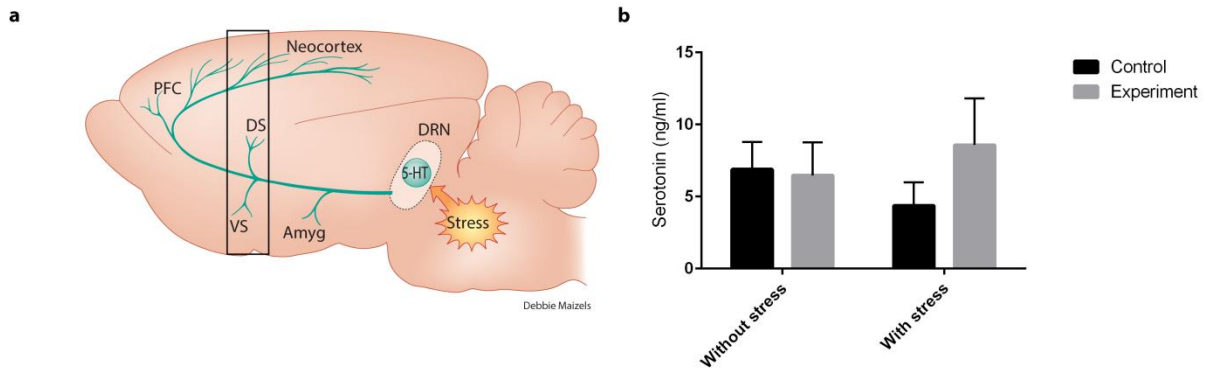 a
Neocortex
PFC
DS
DRN
5-HT
VS
Amyg
Stress
Debbie Maizels
b
15
10
5
0
Serotonin (ng/ml)
Without stress
With stress
Control
Experiment